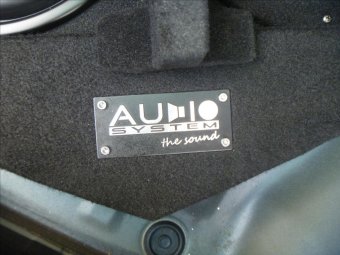 AUDIO
SYSTEM
the sound